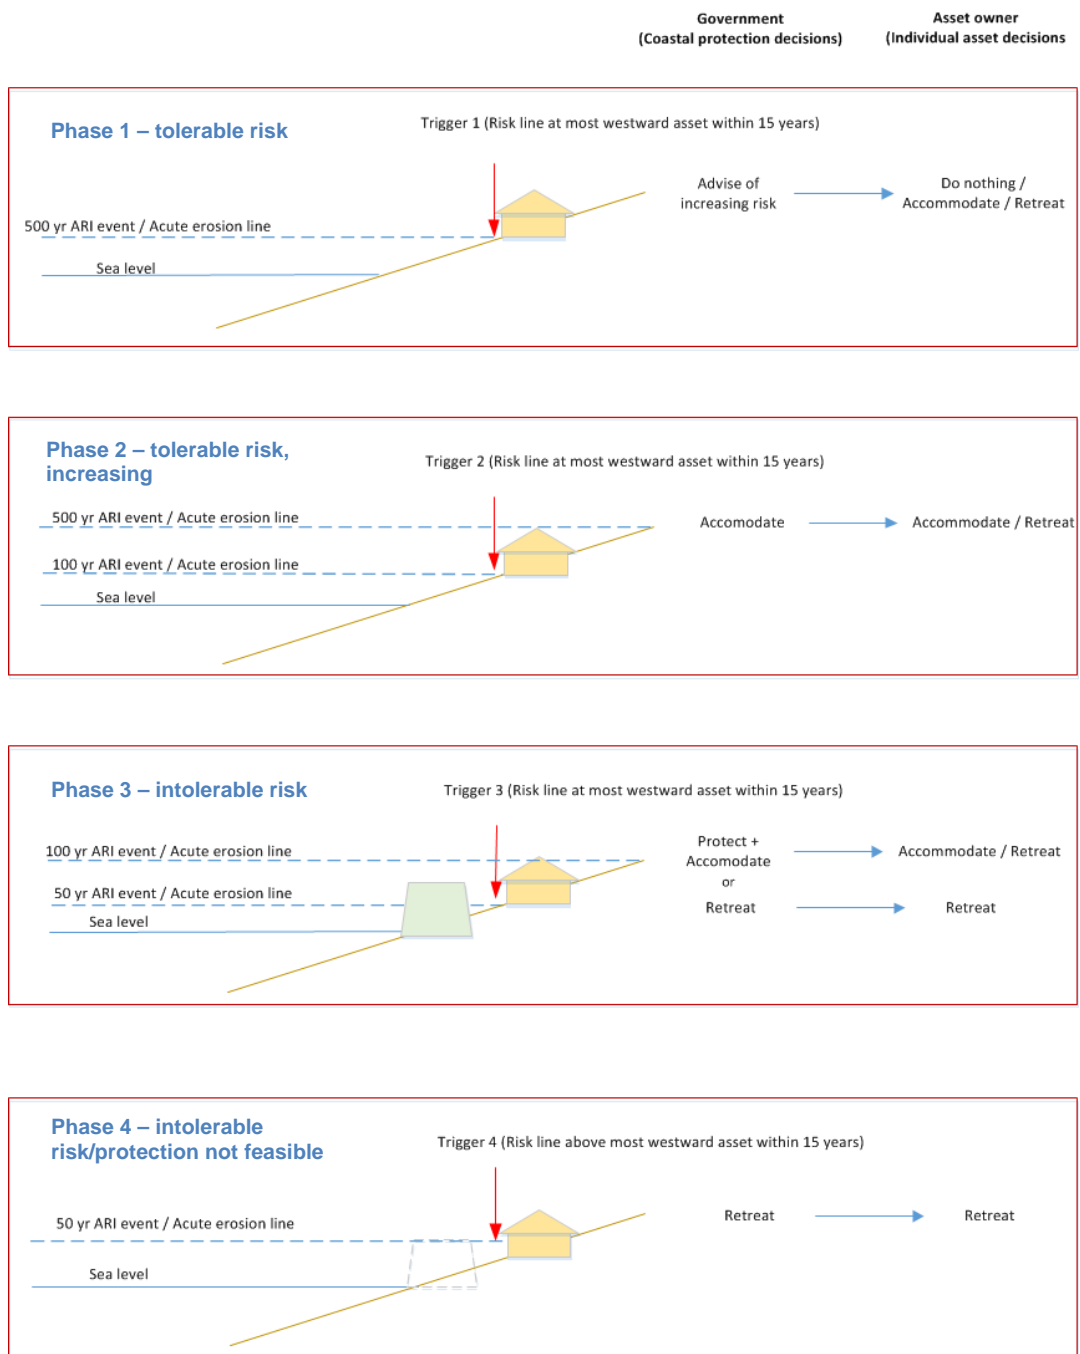 Government
(Coastal protection decisions)
Asset owner
(Individual asset decisions
Phase 1 – tolerable risk
Trigger 1 (Risk line at most westward asset within 15 years)
Advise of
increasing risk
Do nothing /
Accommodate / Retreat
500 yr ARI event / Acute erosion line
Sea level
Phase 2 – tolerable risk,
increasing
Trigger 2 (Risk line at most westward asset within 15 years)
500 yr ARI event / Acute erosion line
Accomodate
Accommodate / Retreat
100 yr ARI event / Acute erosion line
Sea level
Phase 3 – intolerable risk
Trigger 3 (Risk line at most westward asset within 15 years)
100 yr ARI event / Acute erosion line
Protect +
Accomodate
or
Retreat
Accommodate / Retreat
Retreat
50 yr ARI event / Acute erosion line
Sea level
Phase 4 – intolerable
risk/protection not feasible
Trigger 4 (Risk line above most westward asset within 15 years)
50 yr ARI event / Acute erosion line
Retreat
Retreat
Sea level